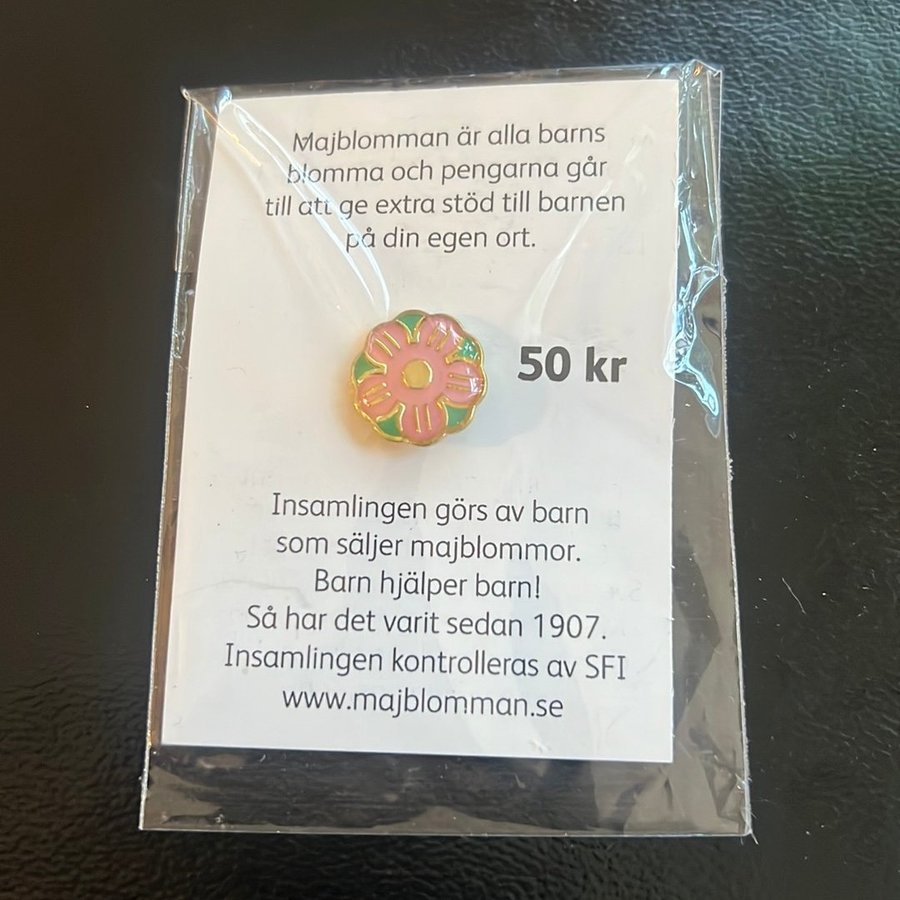 Majblomman är alla barns
blomma och pengarna går
till att ge extra stöd till barnen
på din egen ort.
50 kr
Insamlingen görs av barn
som säljer majblommor.
Barn hjälper barn!
Så har det varit sedan 1907.
Insamlingen kontrolleras av SFI
www.majblomman.se